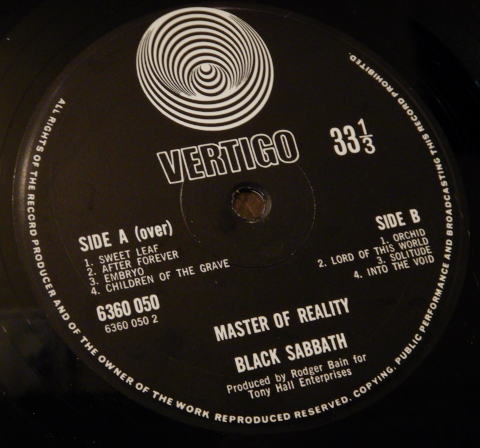 VERTIGO
33 1/3
SIDE A (over)
1. SWEET LEAF
2. AFTER FOREVER
3. EMBRYO
4. CHILDREN OF THE GRAVE
6360 050
6360 050 2
SIDE B
1. ORCHID
2. LORD OF THIS WORLD
3. SOLITUDE
4. INTO THE VOID
MASTER OF REALITY
BLACK SABBATH
Produced by Rodger Bain for
Tony Hall Enterprises
ALL RIGHTS OF THE RECORD PRODUCER AND OF THE OWNER OF THE WORK REPRODUCED RESERVED. COPYING, PUBLIC PERFORMANCE AND BROADCASTING THIS RECORD PROHIBITED.